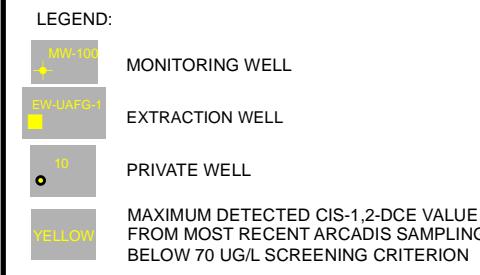 LEGEND:
MW-100
MONITORING WELL
EW-UAFG-1
EXTRACTION WELL
10
PRIVATE WELL
YELLOW
MAXIMUM DETECTED CIS-1,2-DCE VALUE
FROM MOST RECENT ARCADIS SAMPLING
BELOW 70 UG/L SCREENING CRITERION